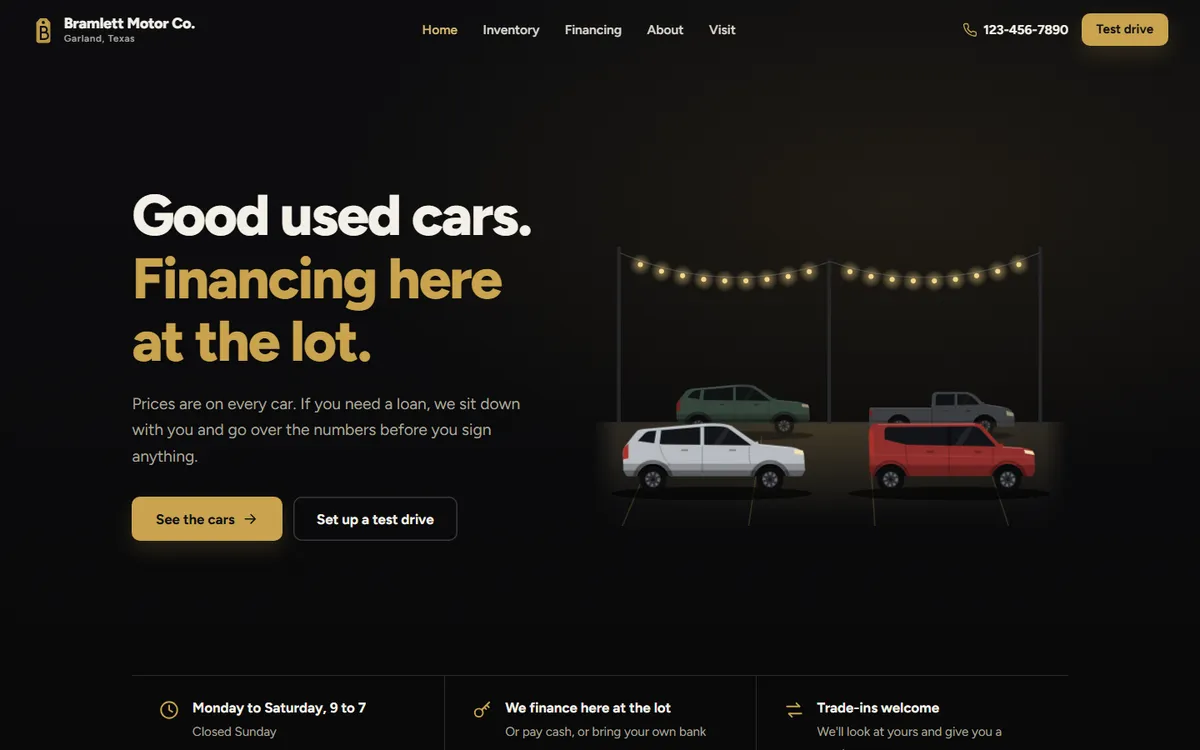 B
Bramlett Motor Co.
Garland, Texas
Home
Inventory
Financing
About
Visit
123-456-7890
Test drive
Good used cars.
Financing here
at the lot.
Prices are on every car. If you need a loan, we sit down
with you and go over the numbers before you sign
anything.
See the cars →
Set up a test drive
Monday to Saturday, 9 to 7
Closed Sunday
We finance here at the lot
Or pay cash, or bring your own bank
Trade-ins welcome
We'll look at yours and give you a